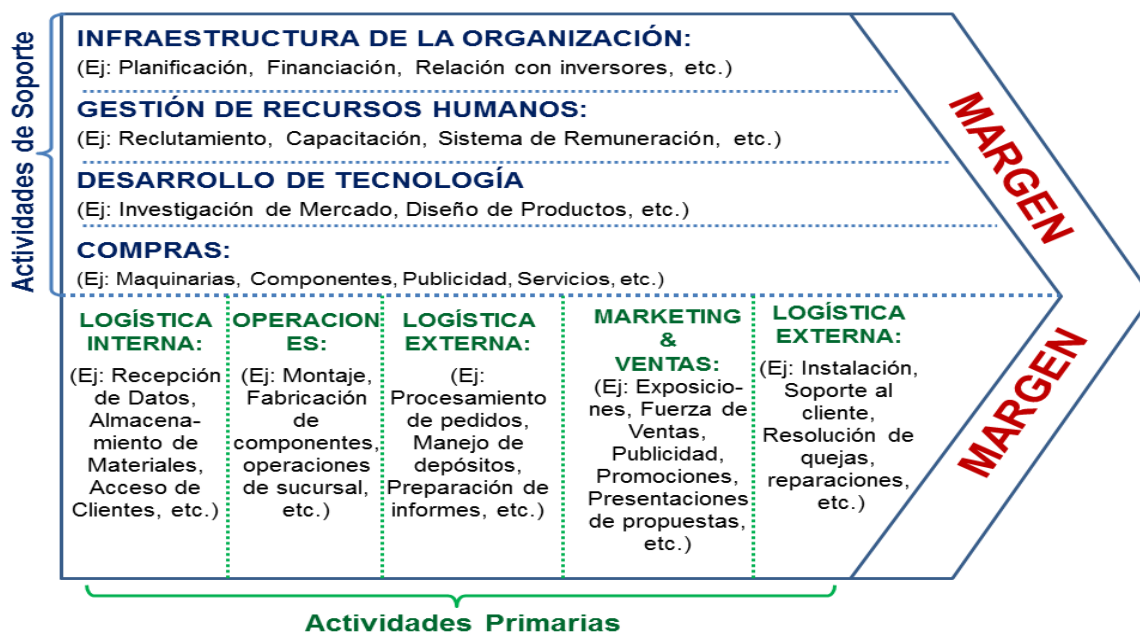 Actividades de Soporte
INFRAESTRUCTURA DE LA ORGANIZACIÓN:
(Ej: Planificación, Financiación, Relación con inversores, etc.)
GESTIÓN DE RECURSOS HUMANOS:
(Ej: Reclutamiento, Capacitación, Sistema de Remuneración, etc.)
DESARROLLO DE TECNOLOGÍA
(Ej: Investigación de Mercado, Diseño de Productos, etc.)
COMPRAS:
(Ej: Maquinarias, Componentes, Publicidad, Servicios, etc.)
MARGEN
MARGEN
LOGÍSTICA
INTERNA:
(Ej: Recepción
de Datos,
Almacena-
miento de
Materiales,
Acceso de
Clientes, etc.)
OPERACION
ES:
(Ej: Montaje,
Fabricación
de
componentes,
operaciones
de sucursal,
etc.)
LOGÍSTICA
EXTERNA:
(Ej:
Procesamiento
de pedidos,
Manejo de
depósitos,
Preparación de
informes, etc.)
MARKETING
&
VENTAS:
(Ej: Exposicio-
nes, Fuerza de
Ventas,
Publicidad,
Promociones,
Presentaciones
de propuestas,
etc.)
LOGÍSTICA
EXTERNA:
(Ej: Instalación,
Soporte al
cliente,
Resolución de
quejas,
reparaciones,
etc.)
Actividades Primarias